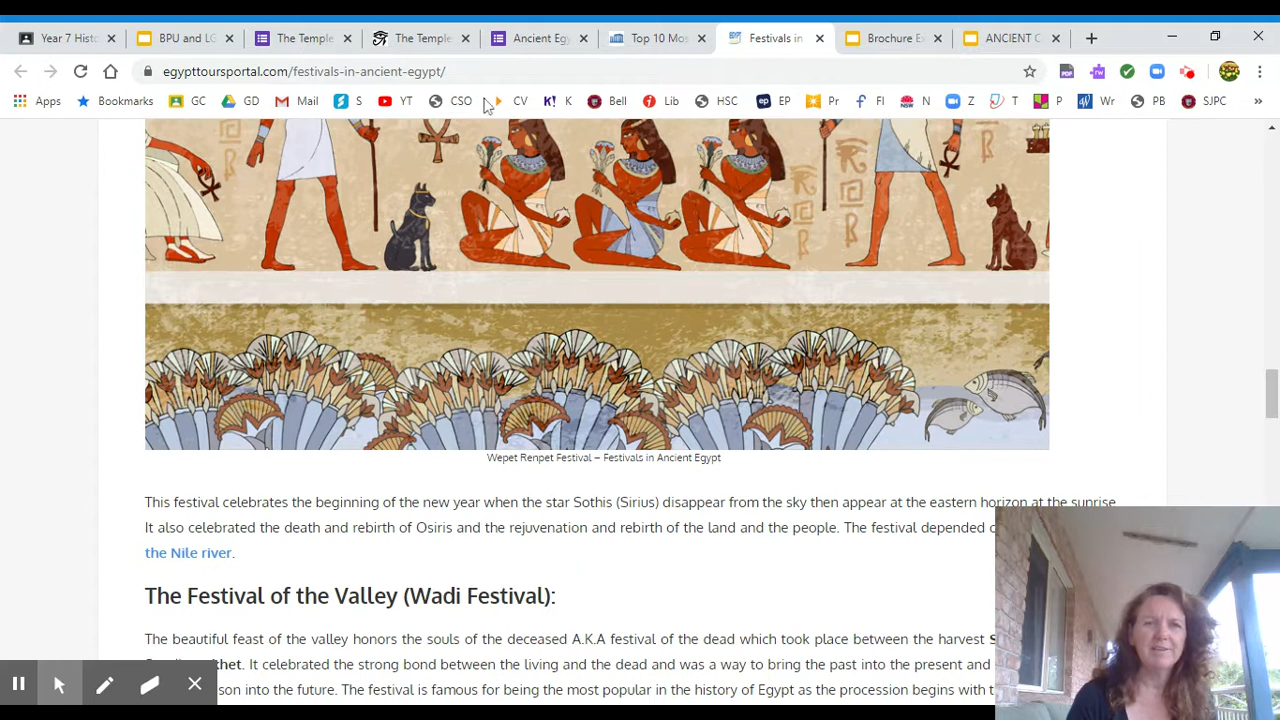 Year 7 Histo
BPU and LG
The Temple
The Temple
Ancient Eg
Top 10 Mos
Festivals in
Brochure Ex
ANCIENT C
egypttoursportal.com/festivals-in-ancient-egypt/
Apps Bookmarks GC GD Mail S YT CSO CV K Bell Lib HSC EP Pr FI N Z T P Wr PB SJPC »
Wepet Renpet Festival – Festivals in Ancient Egypt
This festival celebrates the beginning of the new year when the star Sothis (Sirius) disappear from the sky then appear at the eastern horizon at the sunrise.
It also celebrated the death and rebirth of Osiris and the rejuvenation and rebirth of the land and the people. The festival depended
the Nile river.
The Festival of the Valley (Wadi Festival):
The beautiful feast of the valley honors the souls of the deceased A.K.A festival of the dead which took place between the harvest
It celebrated the strong bond between the living and the dead and was a way to bring the past into the present and
son into the future. The festival is famous for being the most popular in the history of Egypt as the procession begins with